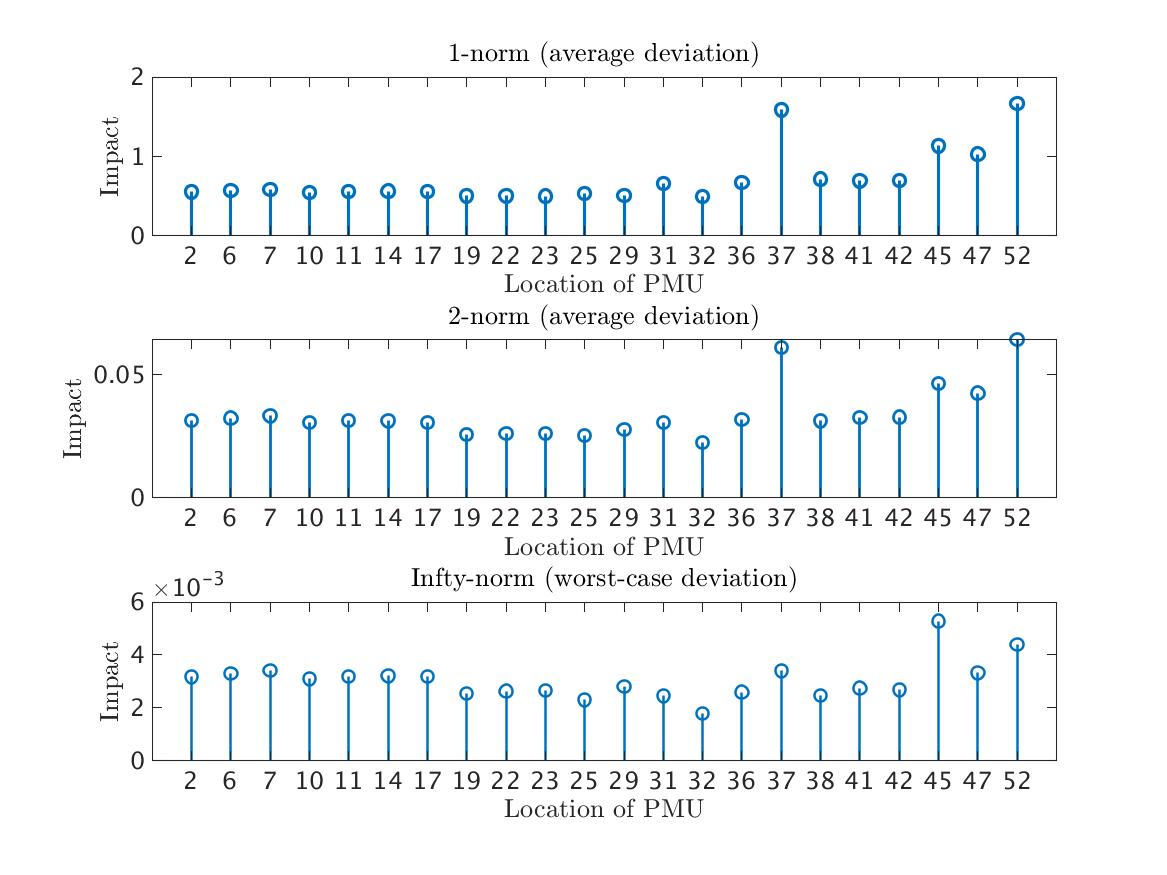 1-norm (average deviation)
2
1
0
Impact
2 6 7 10 11 14 17 19 22 23 25 29 31 32 36 37 38 41 42 45 47 52
Location of PMU
2-norm (average deviation)
0.05
0
Impact
2 6 7 10 11 14 17 19 22 23 25 29 31 32 36 37 38 41 42 45 47 52
Location of PMU
Infty-norm (worst-case deviation)
×10⁻³
6
4
2
0
Impact
2 6 7 10 11 14 17 19 22 23 25 29 31 32 36 37 38 41 42 45 47 52
Location of PMU